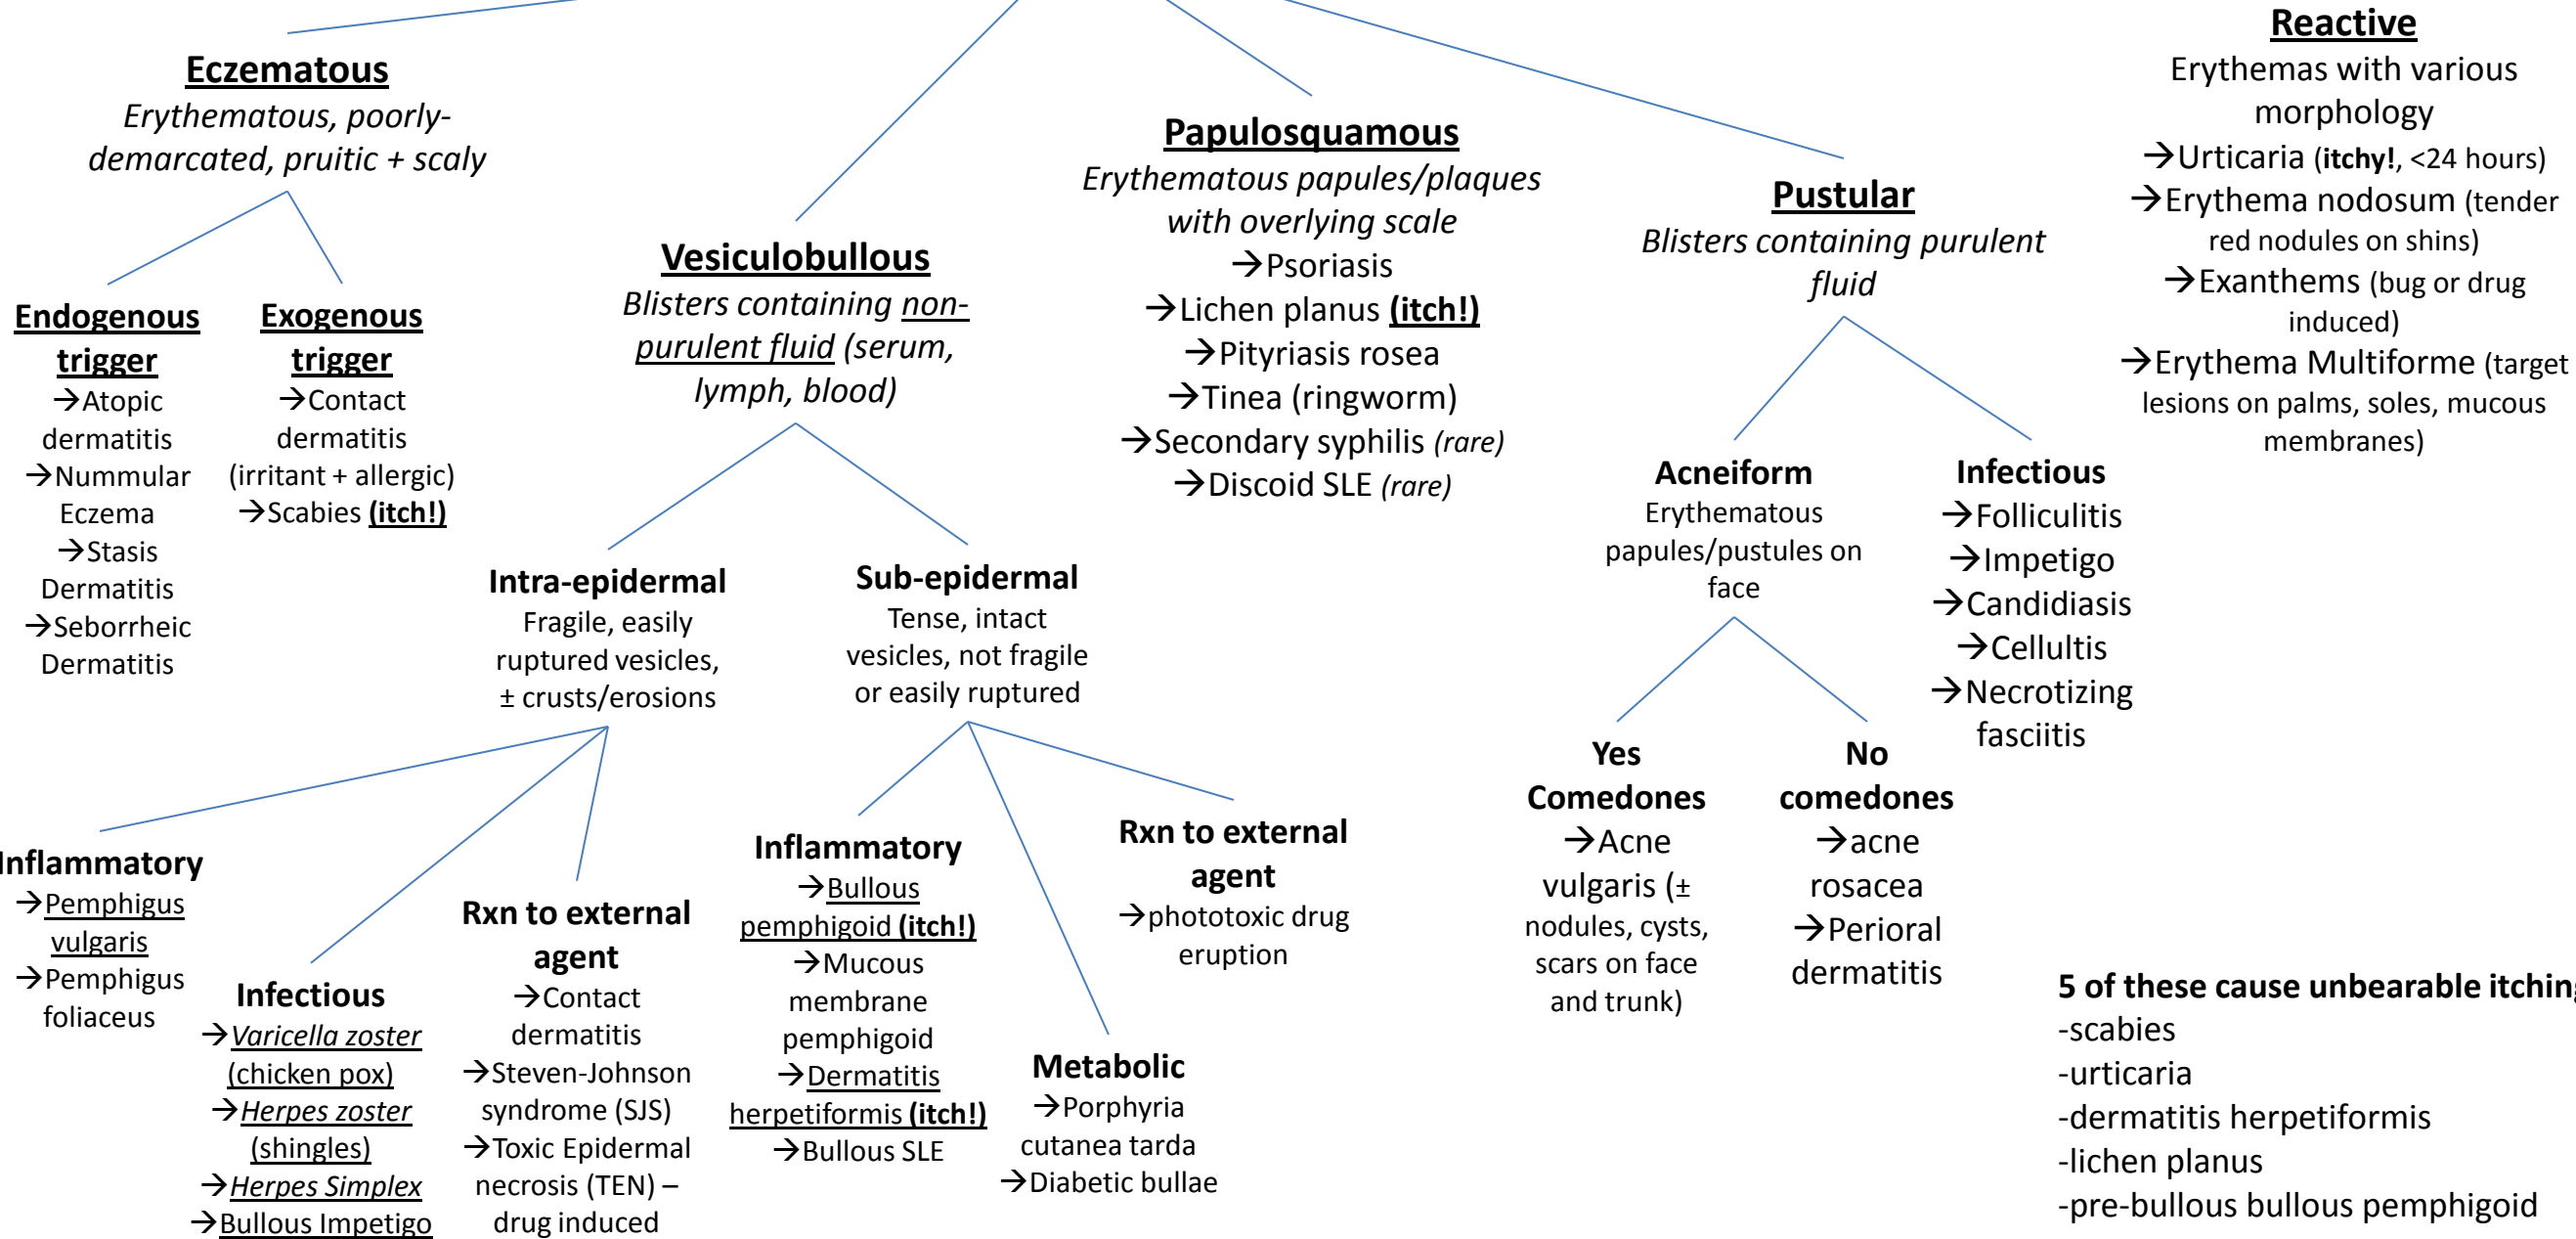 Eczematous
Erythematous, poorly-
demarcated, pruitic + scaly
Endogenous
trigger
→Atopic
dermatitis
→Nummular
Eczema
→Stasis
Dermatitis
→Seborrheic
Dermatitis
Exogenous
trigger
→Contact
dermatitis
(irritant + allergic)
→Scabies (itch!)
Vesiculobullous
Blisters containing non-
purulent fluid (serum,
lymph, blood)
Intra-epidermal
Fragile, easily
ruptured vesicles,
± crusts/erosions
Inflammatory
→Pemphigus
vulgaris
→Pemphigus
foliaceus
Infectious
→Varicella zoster
(chicken pox)
→Herpes zoster
(shingles)
→Herpes Simplex
→Bullous Impetigo
Rxn to external
agent
→Contact
dermatitis
→Steven-Johnson
syndrome (SJS)
→Toxic Epidermal
necrosis (TEN) –
drug induced
Sub-epidermal
Tense, intact
vesicles, not fragile
or easily ruptured
Inflammatory
→Bullous
pemphigoid (itch!)
→Mucous
membrane
pemphigoid
→Dermatitis
herpetiformis (itch!)
→Bullous SLE
Metabolic
→Porphyria
cutanea tarda
→Diabetic bullae
Rxn to external
agent
→phototoxic drug
eruption
Papulosquamous
Erythematous papules/plaques
with overlying scale
→Psoriasis
→Lichen planus (itch!)
→Pityriasis rosea
→Tinea (ringworm)
→Secondary syphilis (rare)
→Discoid SLE (rare)
Pustular
Blisters containing purulent
fluid
Acneiform
Erythematous
papules/pustules on
face
Yes
Comedones
→Acne
vulgaris (±
nodules, cysts,
scars on face
and trunk)
No
comedones
→acne
rosacea
→Perioral
dermatitis
Infectious
→Folliculitis
→Impetigo
→Candidiasis
→Cellultis
→Necrotizing
fasciitis
Reactive
Erythemas with various
morphology
→Urticaria (itchy!, <24 hours)
→Erythema nodosum (tender
red nodules on shins)
→Exanthems (bug or drug
induced)
→Erythema Multiforme (target
lesions on palms, soles, mucous
membranes)
5 of these cause unbearable itching
-scabies
-urticaria
-dermatitis herpetiformis
-lichen planus
-pre-bullous bullous pemphigoid